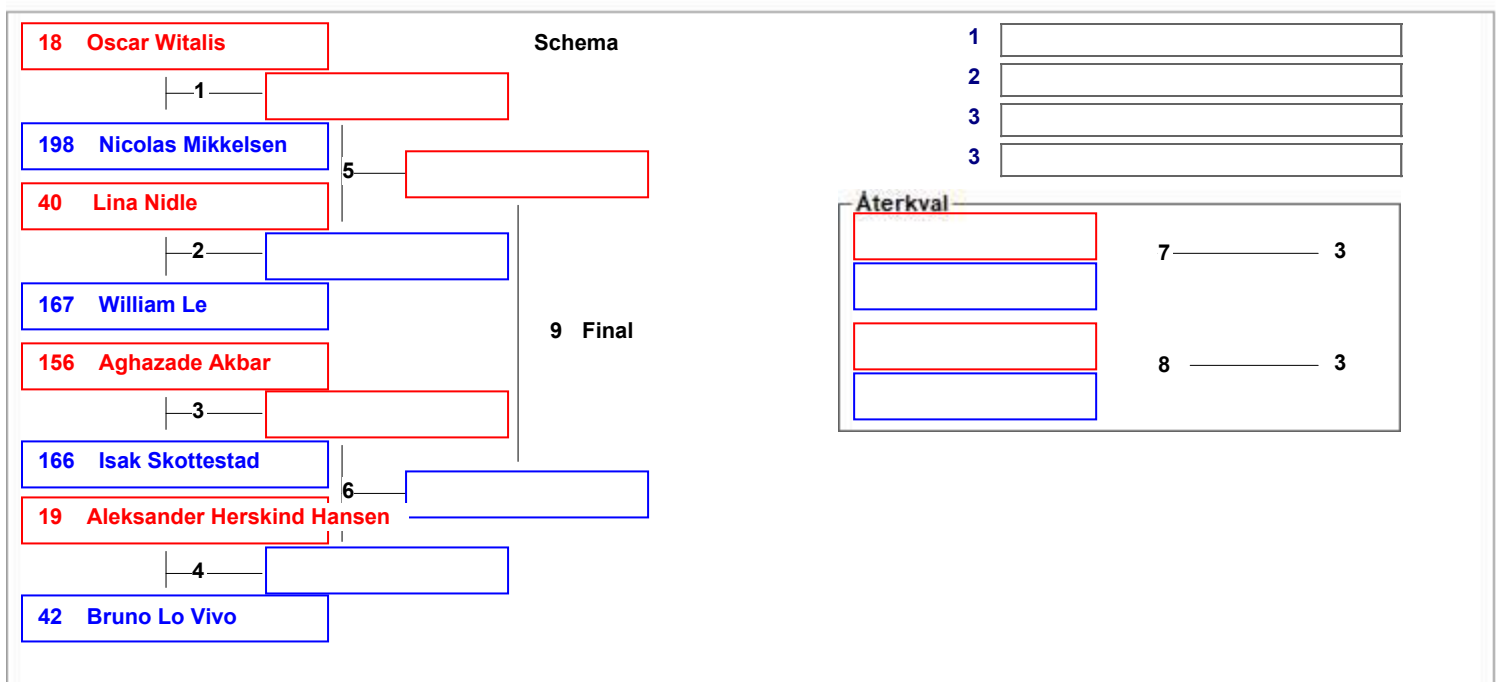 18 Oscar Witalis
Schema
1
1
2
198 Nicolas Mikkelsen
3
3
5
40 Lina Nidle
Återkval
2
7 3
167 William Le
9 Final
156 Aghazade Akbar
8 3
3
166 Isak Skottestad
6
19 Aleksander Herskind Hansen
4
42 Bruno Lo Vivo